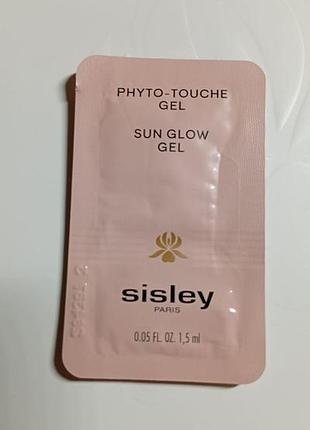 PHYTO-TOUCHE
GEL
SUN GLOW
GEL
sisley
PARIS
0.05 FL. OZ. 1,5 ml